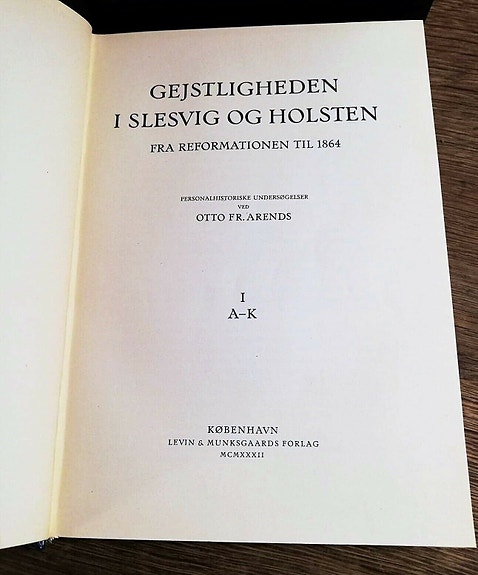 GEJSTLIGHEDEN
I SLESVIG OG HOLSTEN
FRA REFORMATIONEN TIL 1864
PERSONALHISTORISKE UNDERSØGELSER
VED
OTTO FR. ARENDS
I
A–K
KØBENHAVN
LEVIN & MUNKSGAARDS FORLAG
MCMXXXII